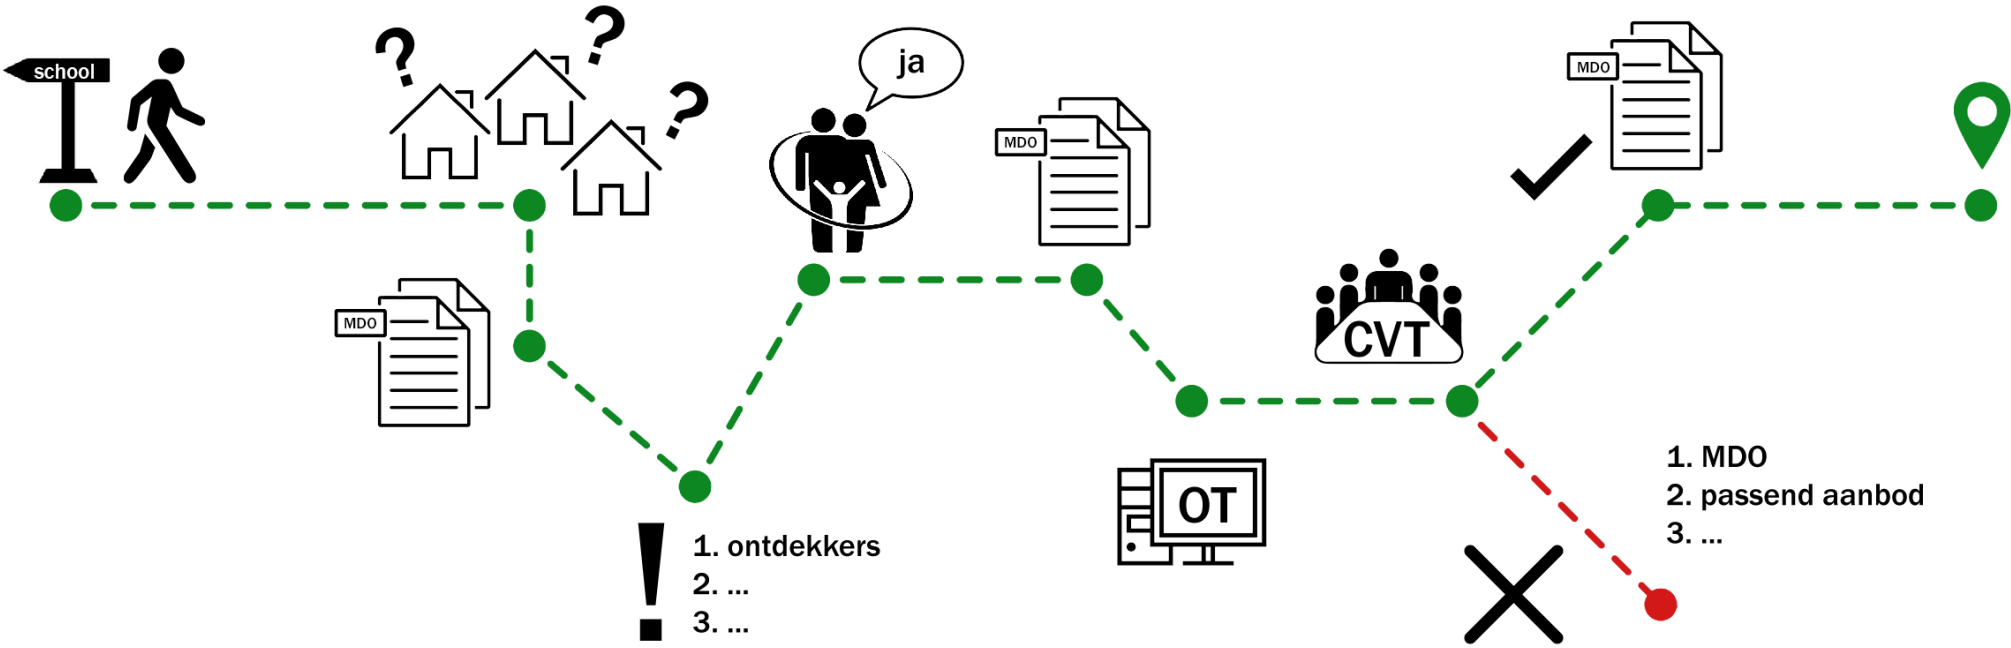 school
?
?
?
MDO
!
1. ontdekkers
2. ...
3. ...
ja
MDO
OT
CVT
MDO
1. MDO
2. passend aanbod
3. ...